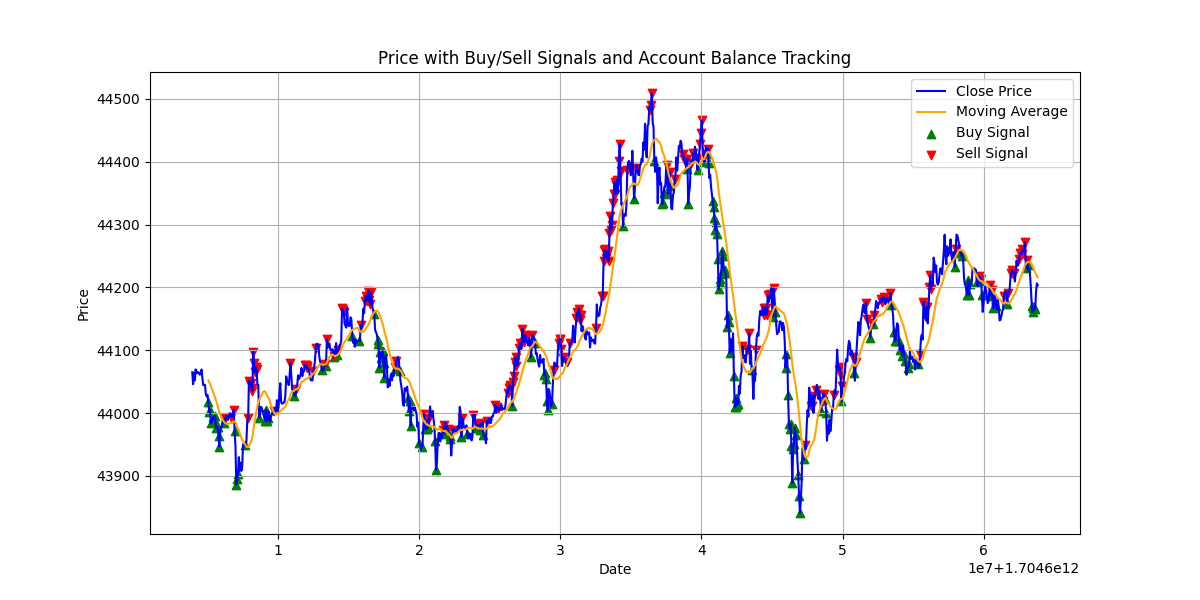 Price with Buy/Sell Signals and Account Balance Tracking
Close Price
Moving Average
Buy Signal
Sell Signal
44500
44400
44300
44200
44100
44000
43900
Price
1 2 3 4 5 6
Date
1e7+1.7046e12